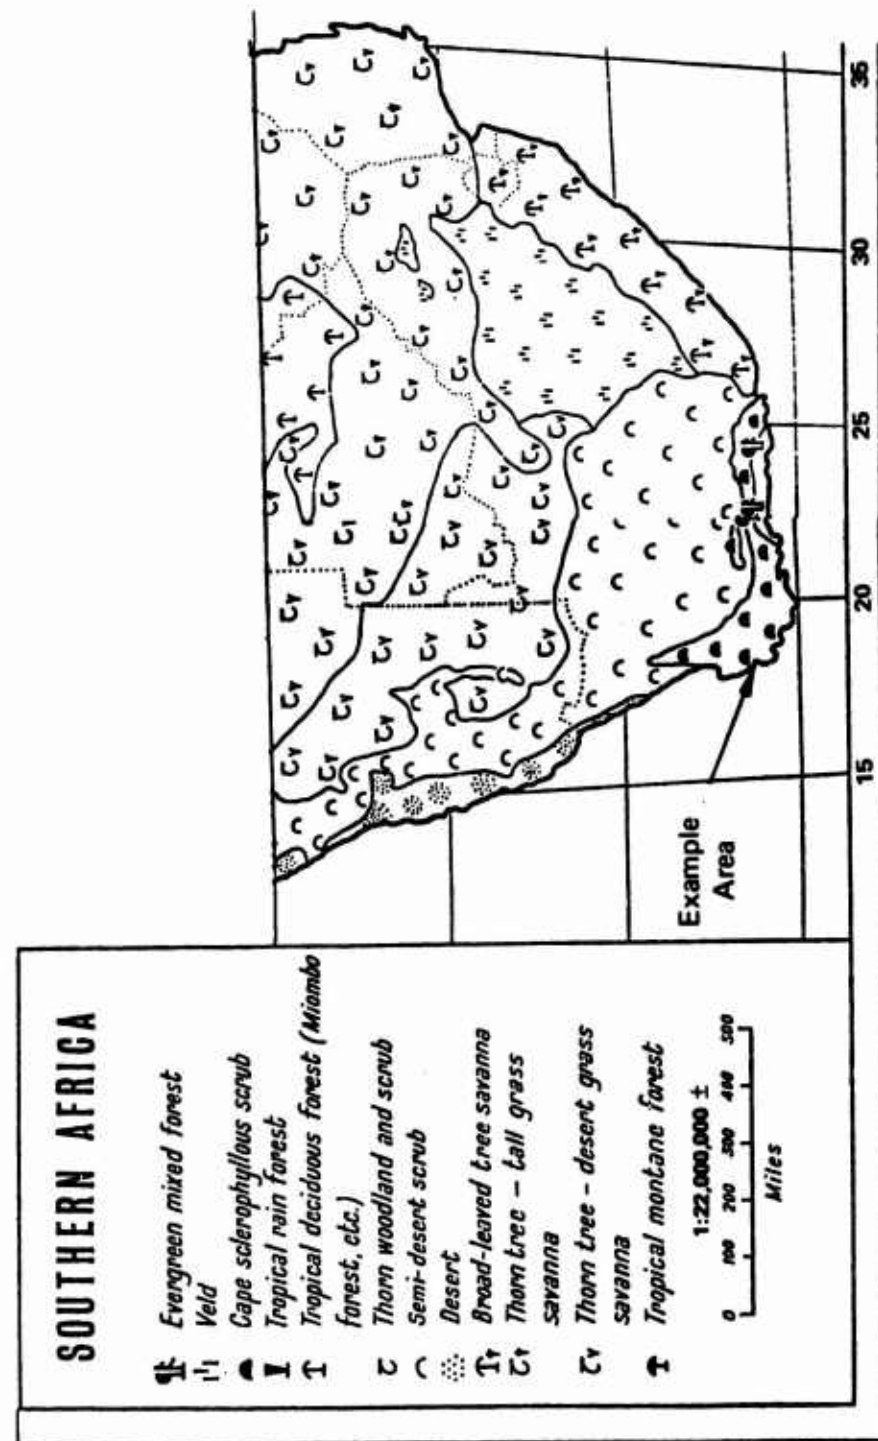 SOUTHERN AFRICA
Evergreen mixed forest
Veld
Cape sclerophyllous scrub
Tropical rain forest
Tropical deciduous forest (Miombo
forest, etc.)
Thorn woodland and scrub
Semi-desert scrub
Desert
Broad-leaved tree savanna
Thorn tree – tall grass
savanna
Thorn tree – desert grass
savanna
Tropical montane forest
1:22,000,000 ±
0 100 200 300 400 500
Miles
Example
Area
15
20
25
30
35